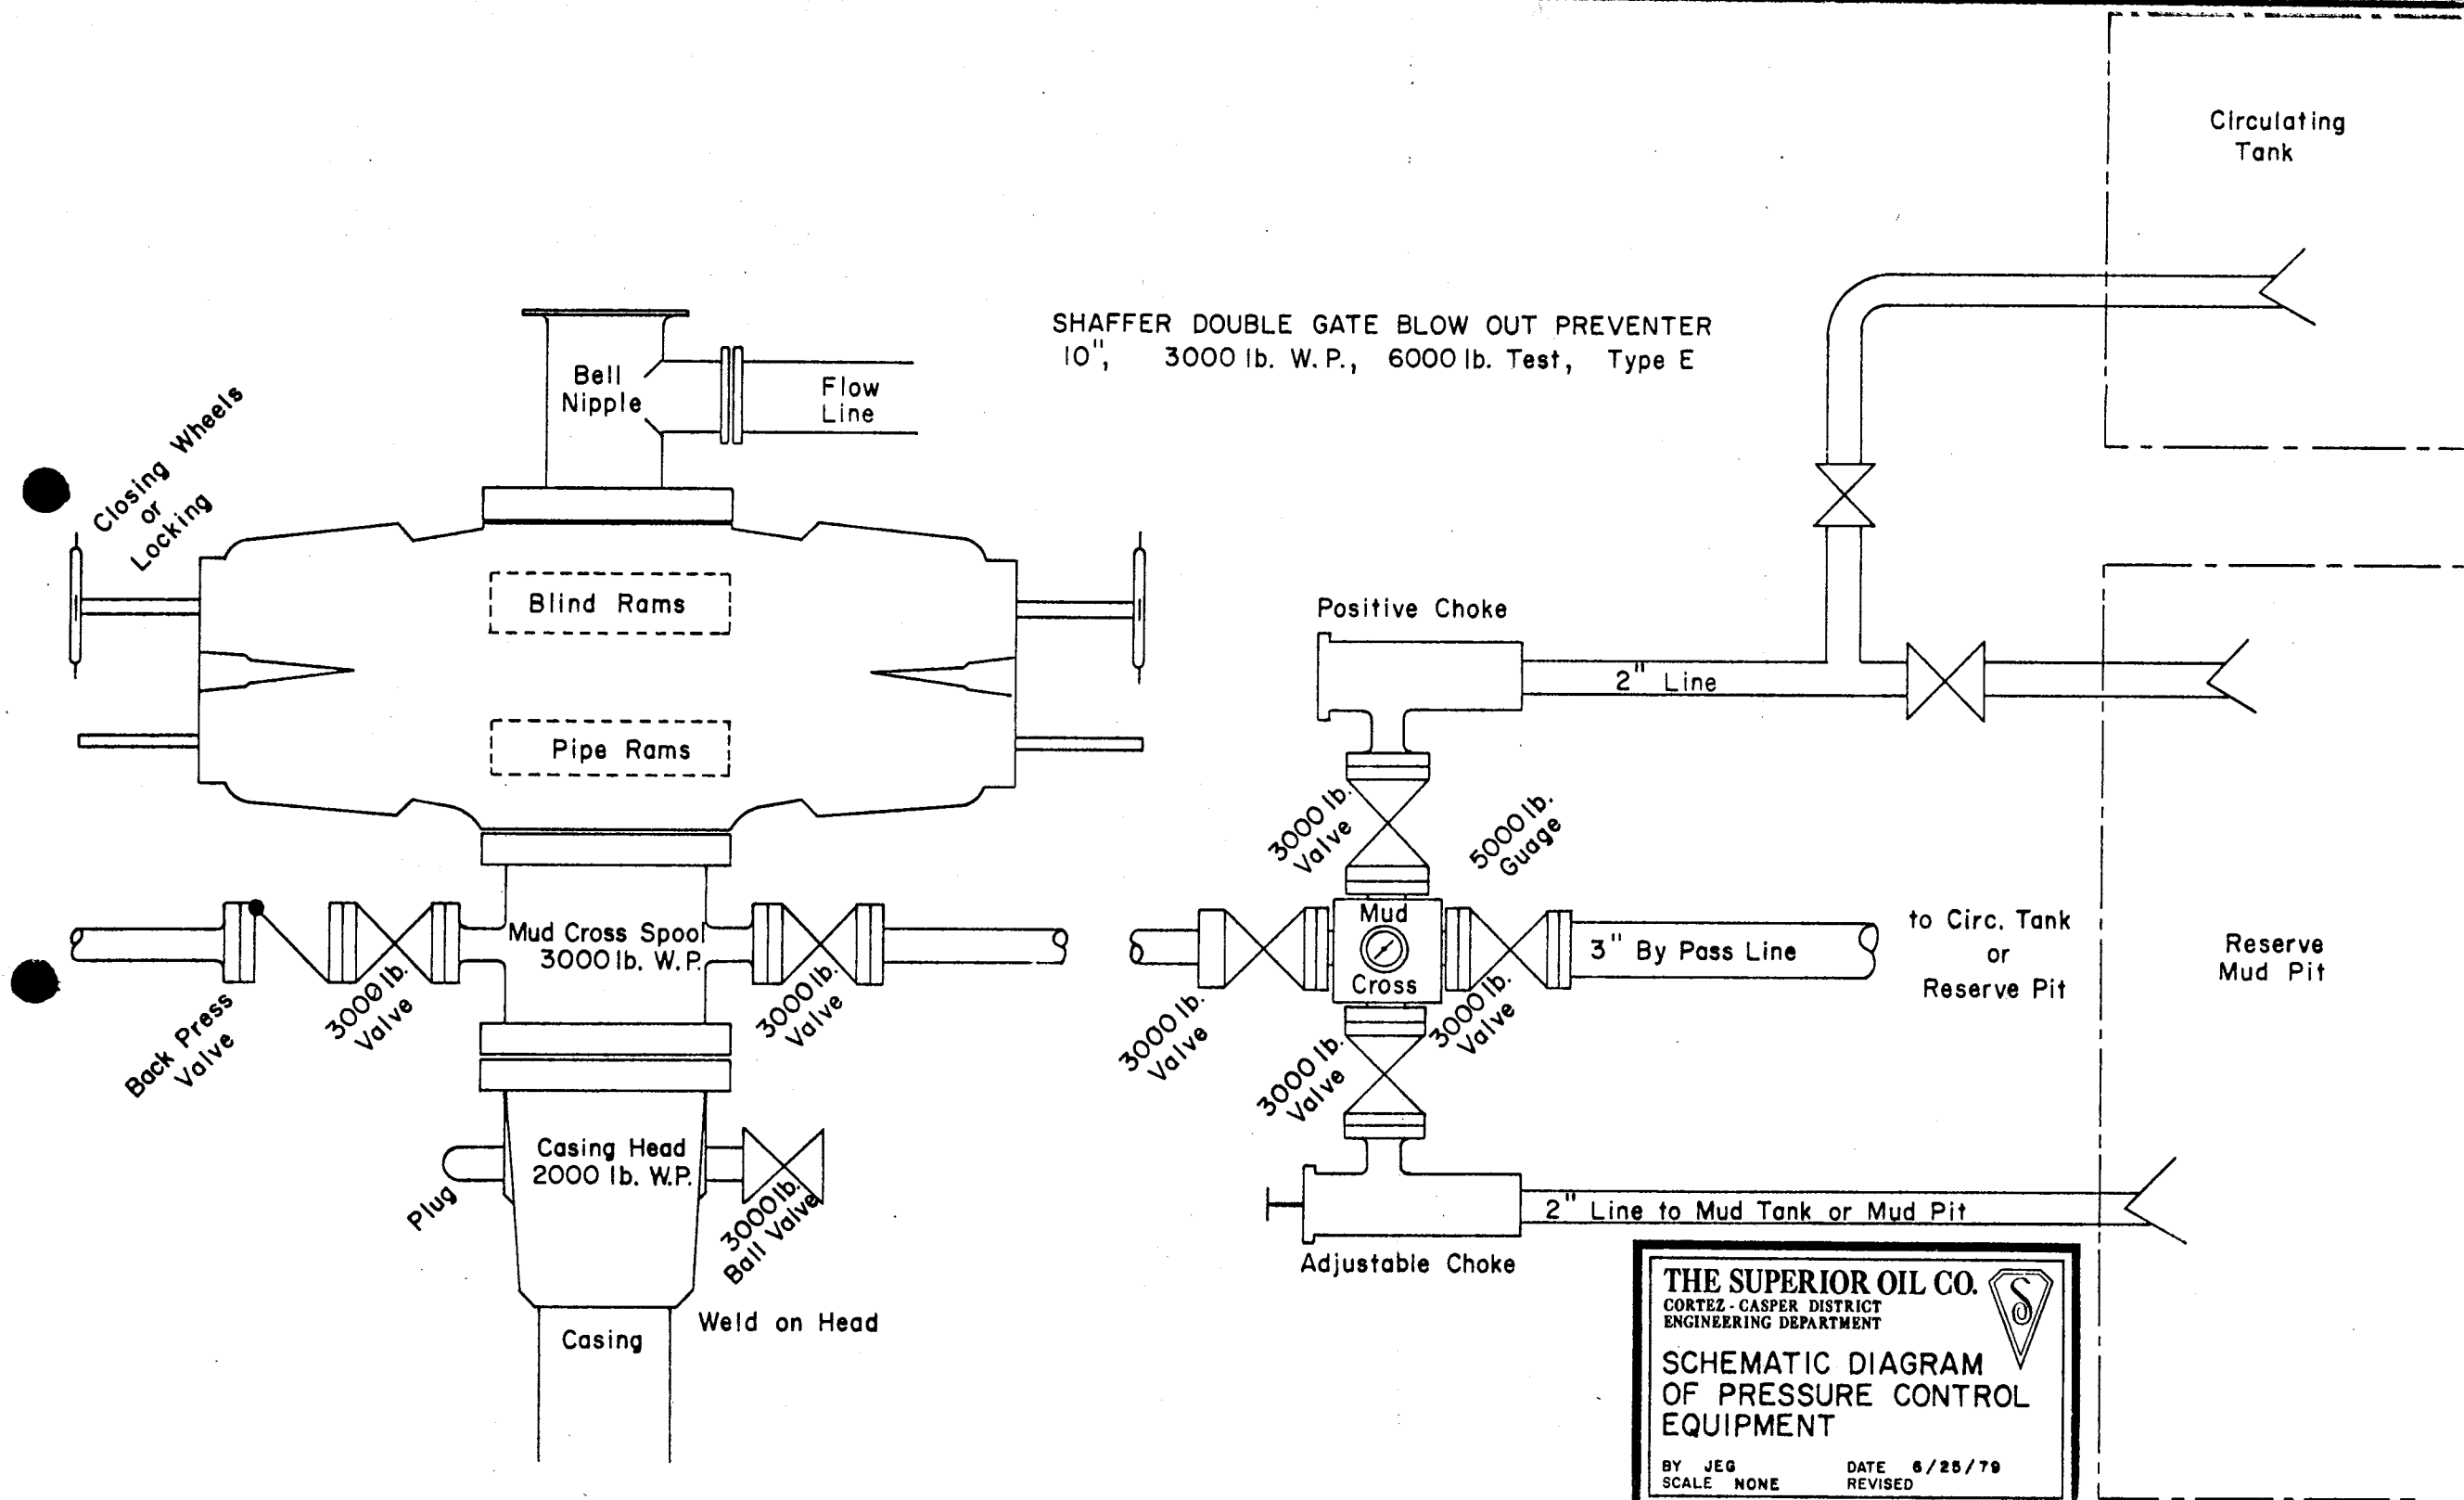 Circulating
Tank
SHAFFER DOUBLE GATE BLOW OUT PREVENTER
10", 3000 lb. W.P., 6000 lb. Test, Type E
Bell
Nipple
Flow
Line
Closing Wheels
or
Locking
Blind Rams
Pipe Rams
Positive Choke
2" Line
3000 lb.
Valve
5000 lb.
Guage
Mud Cross Spool
3000 lb. W.P.
Back Press
Valve
3000 lb.
Valve
3000 lb.
Valve
3000 lb.
Valve
Mud
Cross
3000 lb.
Valve
3" By Pass Line
to Circ. Tank
or
Reserve Pit
Reserve
Mud Pit
3000 lb.
Valve
Casing Head
2000 lb. W.P.
Plug
3000 lb.
Ball Valve
2" Line to Mud Tank or Mud Pit
Adjustable Choke
Weld on Head
Casing
THE SUPERIOR OIL CO.
CORTEZ - CASPER DISTRICT
ENGINEERING DEPARTMENT
S
SCHEMATIC DIAGRAM
OF PRESSURE CONTROL
EQUIPMENT
BY JEG DATE 6/25/79
SCALE NONE REVISED